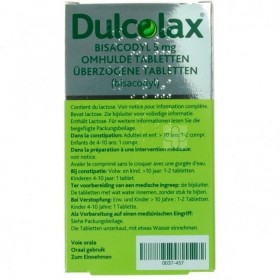 Dulcolax®
BISACODYL 5 mg
OMHULDE TABLETTEN
ÜBERZOGENE TABLETTEN
(bisacodyl)
Contient du lactose. Voir notice pour information complète.
Bevat lactose. Zie bijsluiter voor volledige informatie.
Enthält Lactose. Für weitere Informationen lesen Sie die
beigefügte Packungsbeilage.
Dans la constipation: Adultes et enf. > 10 ans: 1-2 compr.
Enfants de 4-10 ans: 1 compr.
Dans la préparation à une intervention médicale:
voir notice.
Avaler le comprimé sans le croquer avec une gorgée d'eau.
Bij constipatie: Volw. en kind. >10 jaar: 1-2 tabletten.
Kinderen 4-10 jaar: 1 tablet.
Ter voorbereiding van een medische ingreep: zie bijsluiter.
De tabletten in hun geheel met wat water innemen.
Bei Verstopfung: Erw. und Kinder > 10 Jahre: 1-2 Tabletten.
Kinder 4-10 Jahre: 1 Tablette.
Als Vorbereitung auf einen medizinischen Eingriff:
Siehe Packungsbeilage.
Die Tabletten unzerkaut, mit etwas Wasser einnehmen.
Voie orale
Oraal gebruik
Zum Einnehmen
0037-457